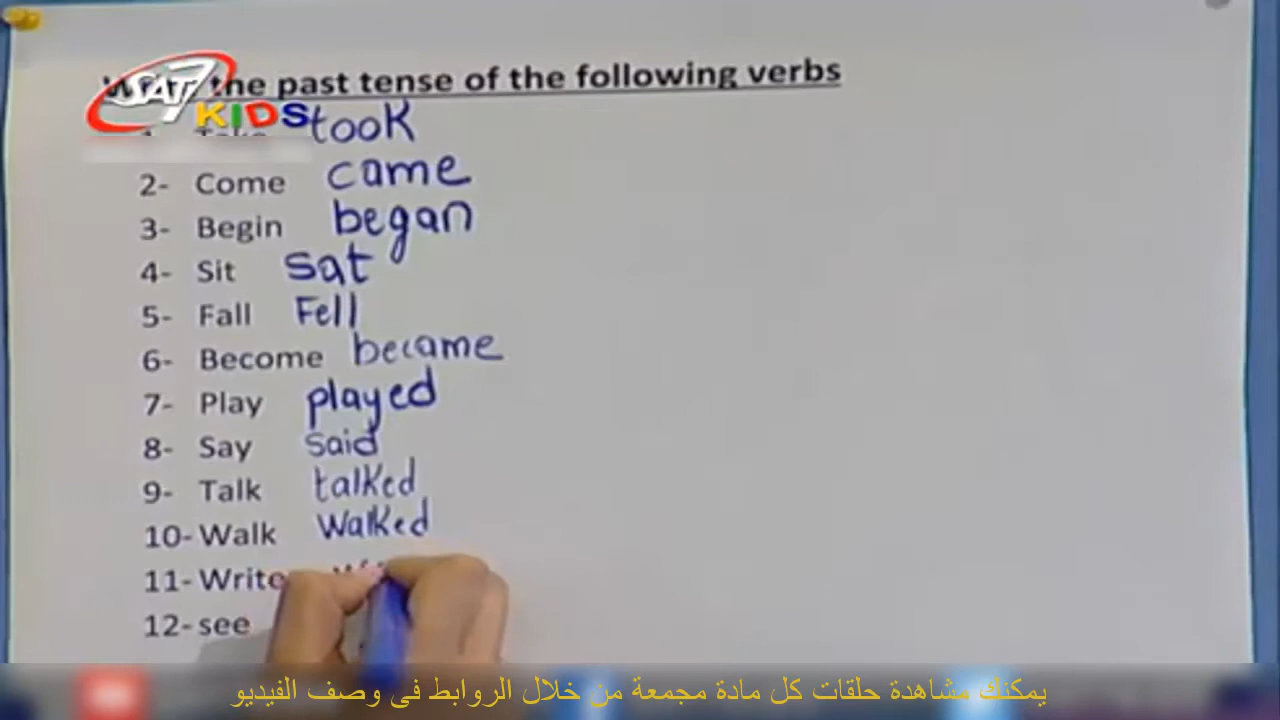 Write the past tense of the following verbs
SAT7
KIDS
took
2- Come came
3- Begin began
4- Sit sat
5- Fall Fell
6- Become became
7- Play played
8- Say said
9- Talk talked
10- Walk Walked
11- Write
12- see
يمكنك مشاهدة حلقات كل مادة مجمعة من خلال الروابط فى وصف الفيديو